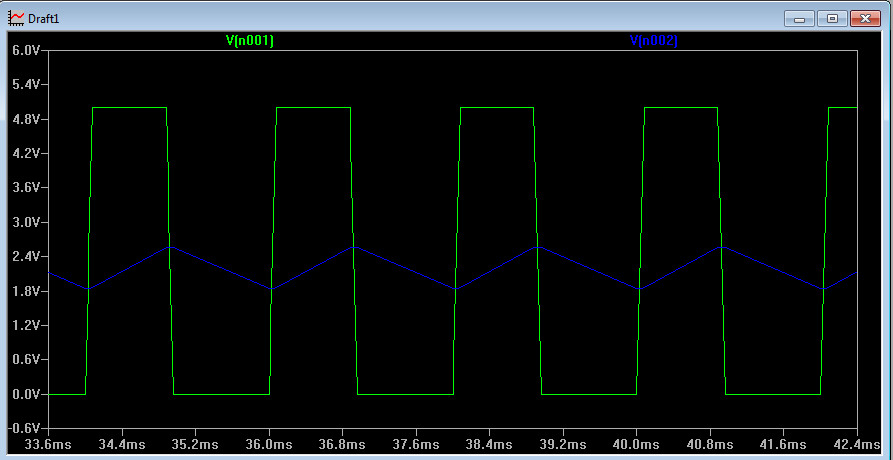 Draft1
V(n001) V(n002)
6.0V
5.4V
4.8V
4.2V
3.6V
3.0V
2.4V
1.8V
1.2V
0.6V
0.0V
-0.6V
33.6ms 34.4ms 35.2ms 36.0ms 36.8ms 37.6ms 38.4ms 39.2ms 40.0ms 40.8ms 41.6ms 42.4ms